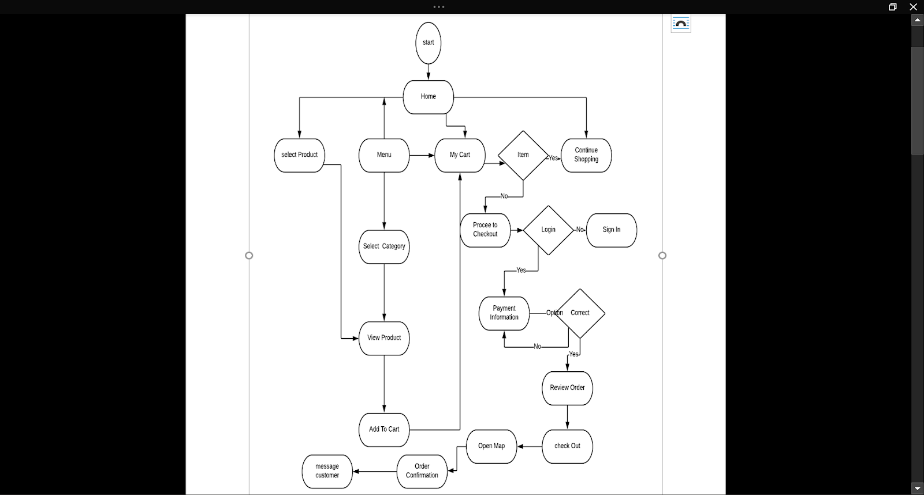 start
Home
select Product
Menu
My Cart
Item
Yes
Continue
Shopping
No
Procee to
Checkout
Login
No
Sign In
Select Category
Yes
Payment
Information
Option
Correct
View Product
No
Yes
Review Order
Add To Cart
Open Map
check Out
message
customer
Order
Confirmation